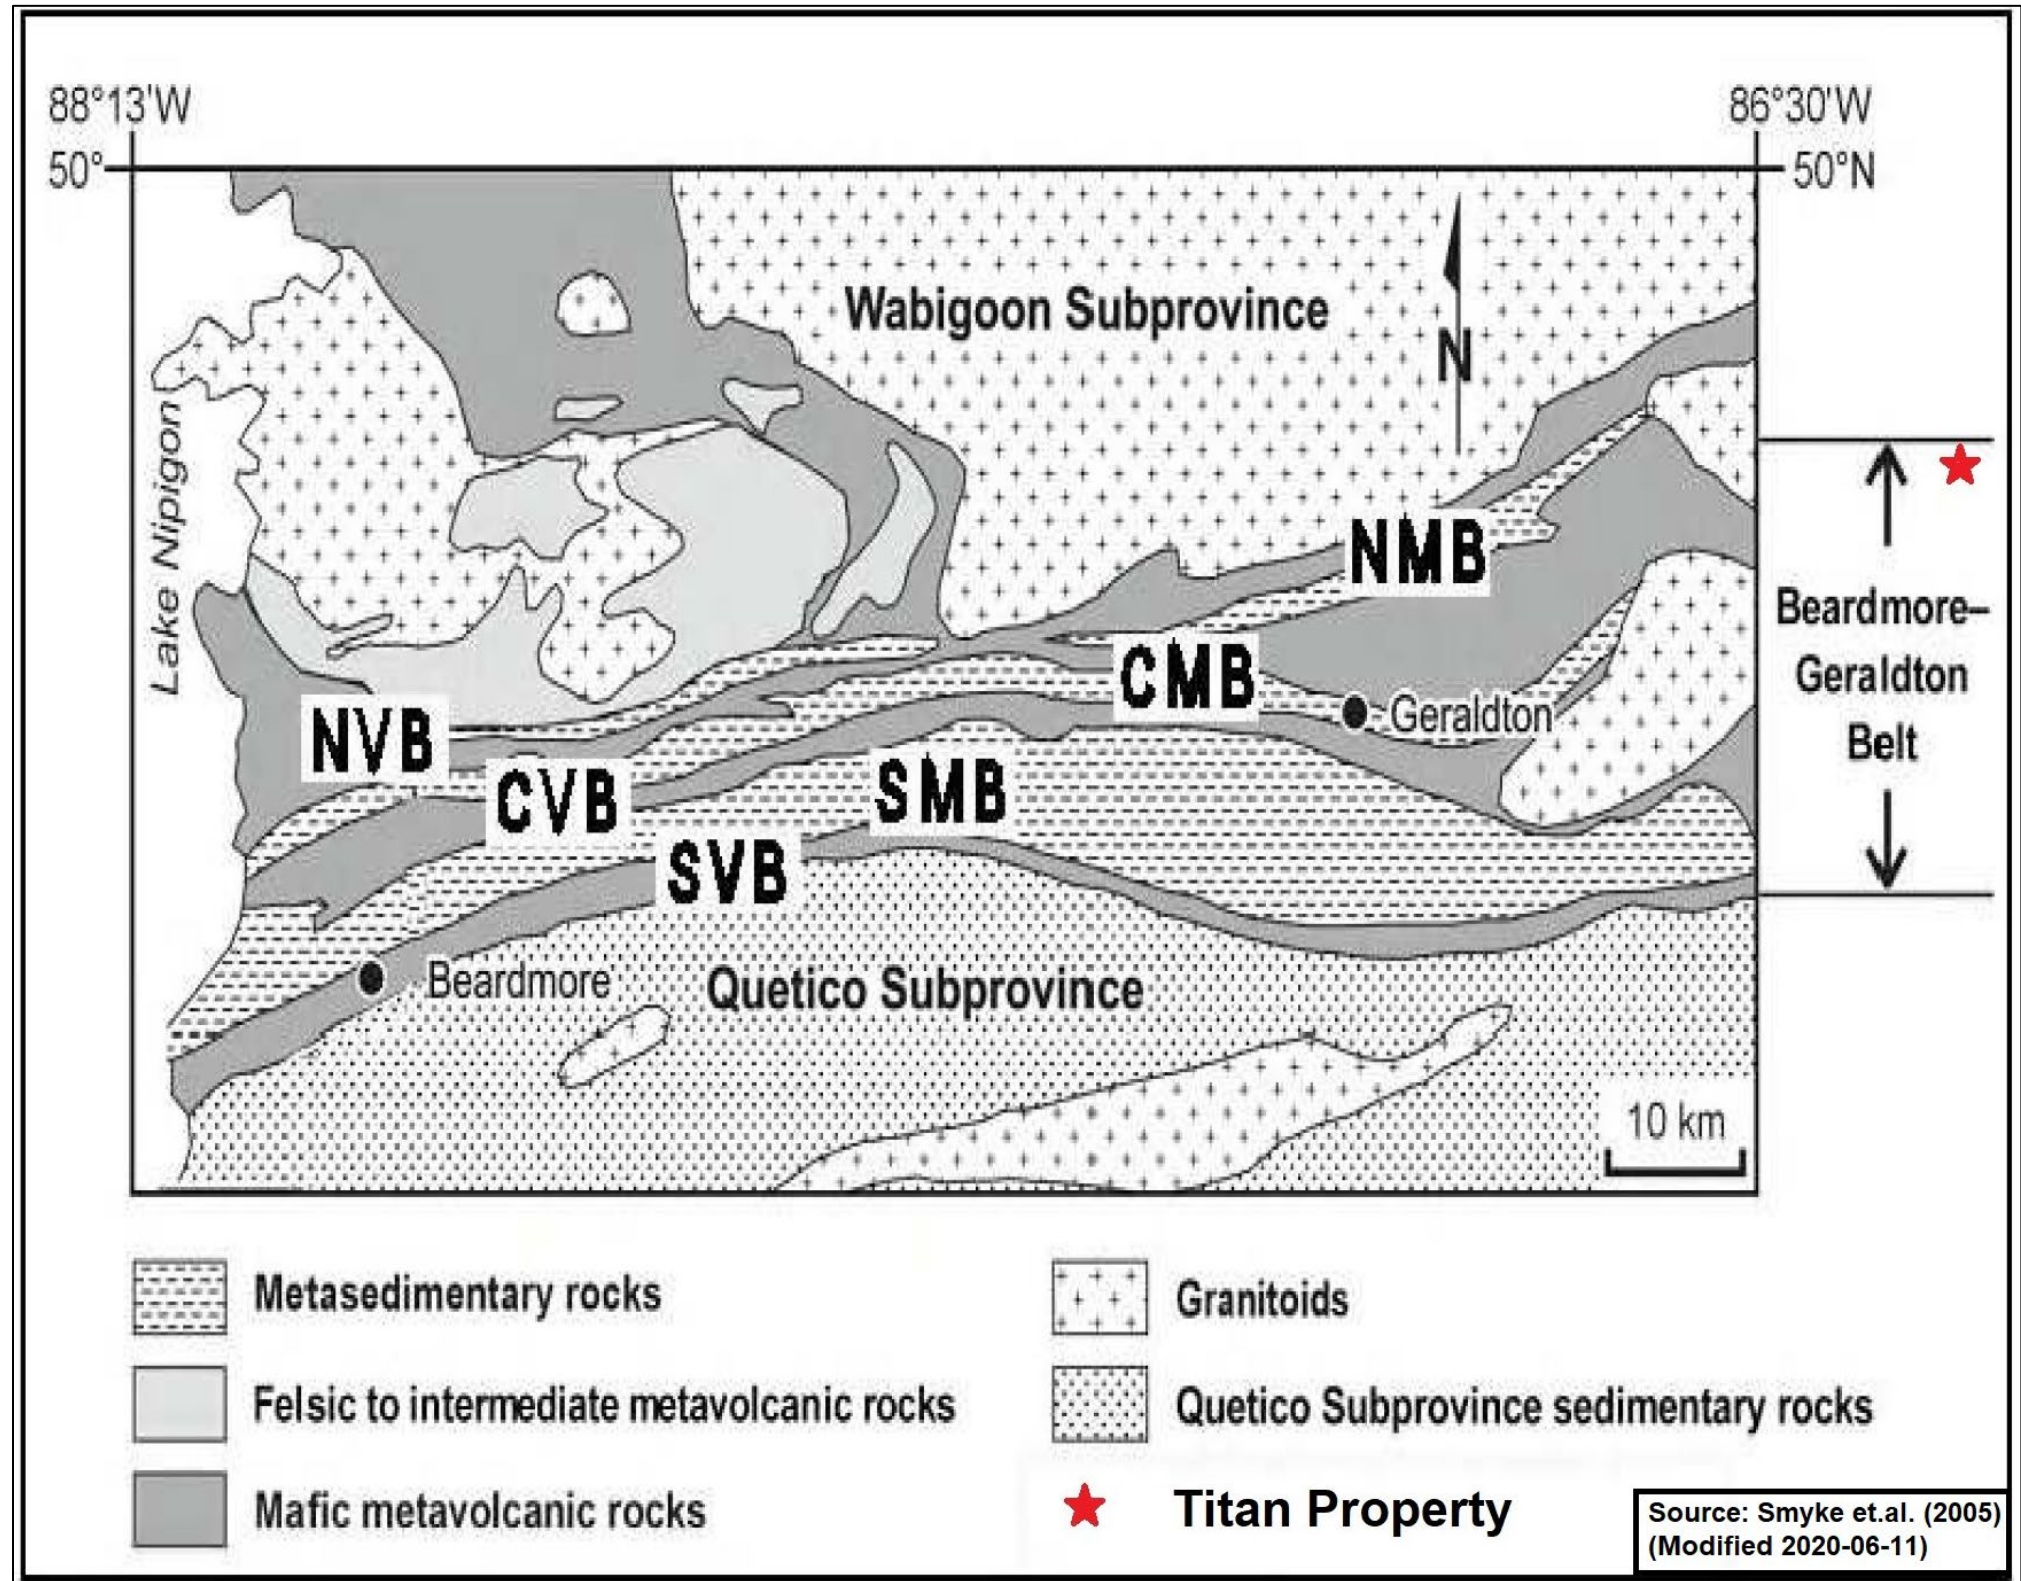 88°13'W
86°30'W
50°
50°N
Wabigoon Subprovince
N
Lake Nipigon
NMB
Beardmore–
Geraldton
Belt
CMB
Geraldton
NVB
CVB
SMB
SVB
Beardmore
Quetico Subprovince
10 km
Metasedimentary rocks
Granitoids
Felsic to intermediate metavolcanic rocks
Quetico Subprovince sedimentary rocks
Mafic metavolcanic rocks
Titan Property
Source: Smyke et.al. (2005)
(Modified 2020-06-11)